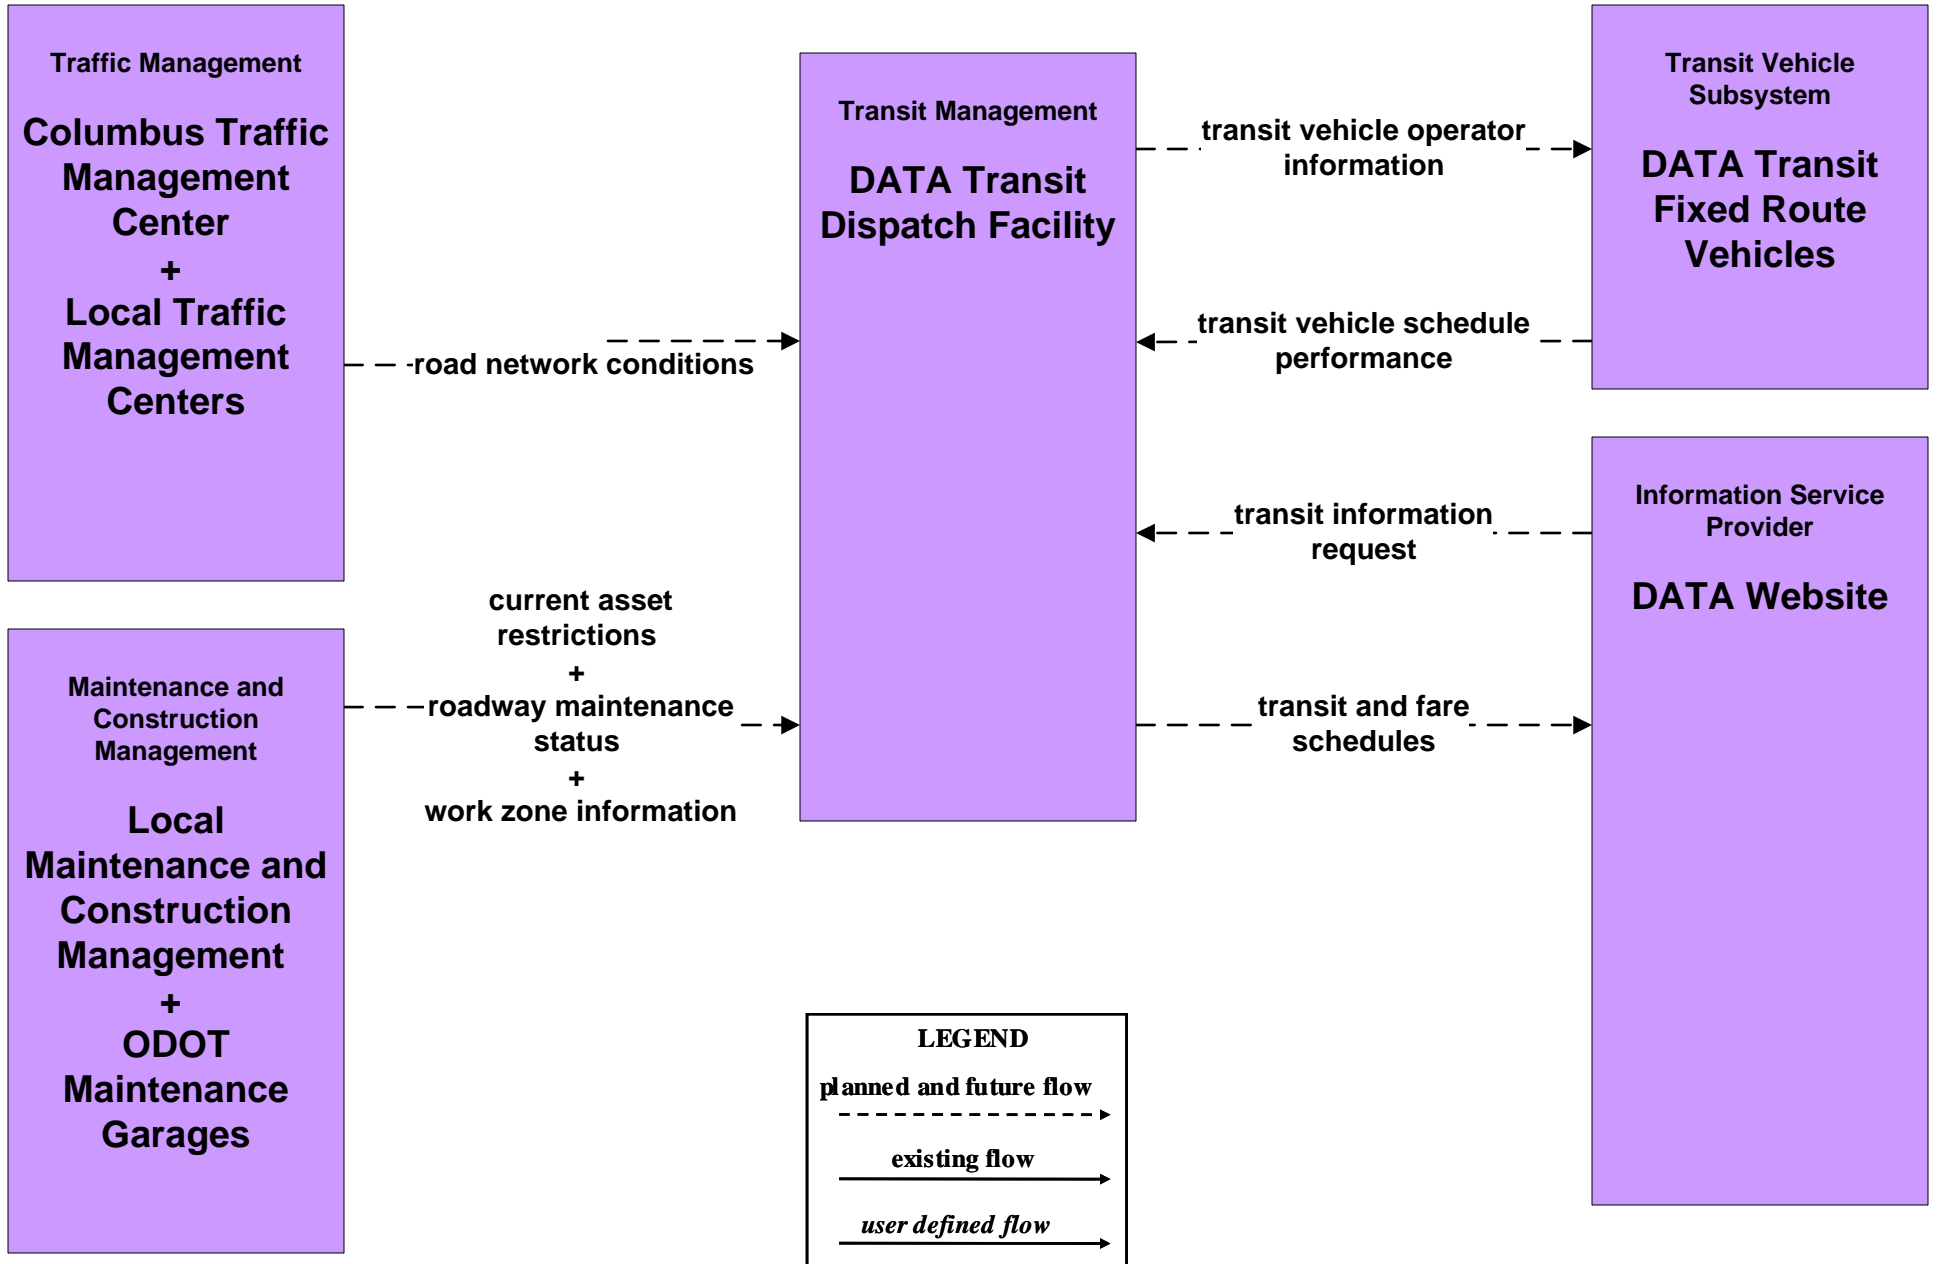 Traffic Management
Columbus Traffic
Management
Center
+
Local Traffic
Management
Centers
Maintenance and
Construction
Management
Local
Maintenance and
Construction
Management
+
ODOT
Maintenance
Garages
road network conditions
current asset
restrictions
+
roadway maintenance
status
+
work zone information
Transit Management
DATA Transit
Dispatch Facility
transit vehicle operator
information
transit vehicle schedule
performance
transit information
request
transit and fare
schedules
Transit Vehicle
Subsystem
DATA Transit
Fixed Route
Vehicles
Information Service
Provider
DATA Website
LEGEND
planned and future flow
existing flow
user defined flow